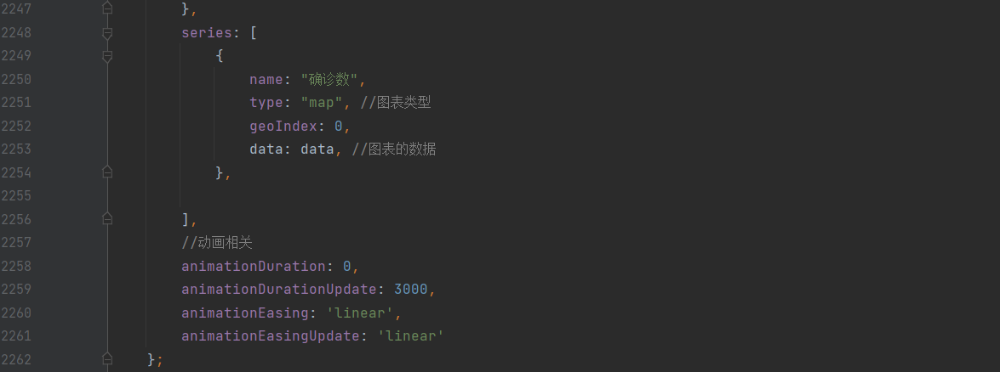 2247 },
2248 series: [
2249 {
2250 name: "确诊数",
2251 type: "map", //图表类型
2252 geoIndex: 0,
2253 data: data, //图表的数据
2254 },
2255
2256 ],
2257 //动画相关
2258 animationDuration: 0,
2259 animationDurationUpdate: 3000,
2260 animationEasing: 'linear',
2261 animationEasingUpdate: 'linear'
2262 };